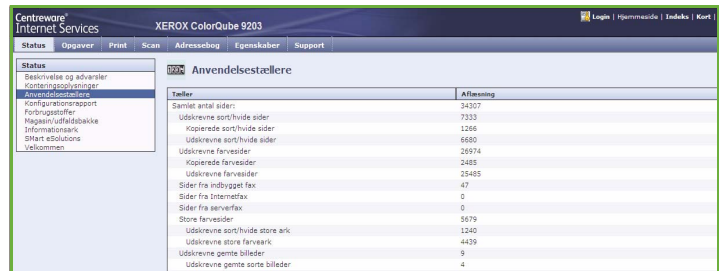 Centreware®
Internet Services
XEROX ColorQube 9203
Login | Hjemmeside | Indeks | Kort |
Status Opgaver Print Scan Adressebog Egenskaber Support
Status
Beskrivelse og advarsler
Konteringsoplysninger
Anvendelsestællere
Konfigurationsrapport
Forbrugsstoffer
Magasin/udfaldsbakke
Informationsark
SMart eSolutions
Velkommen
Anvendelsestællere
Tæller Aflæsning
Samlet antal sider: 34307
Udskrevne sort/hvide sider 7333
Kopierede sort/hvide sider 1266
Udskrevne sort/hvide sider 6680
Udskrevne farvesider 26974
Kopierede farvesider 2485
Udskrevne farvesider 25485
Sider fra indbygget fax 47
Sider fra Internetfax 0
Sider fra serverfax 0
Store farvesider 5679
Udskrevne sort/hvide store ark 1240
Udskrevne store farveark 4439
Udskrevne gemte billeder 9
Udskrevne gemte sorte billeder 4